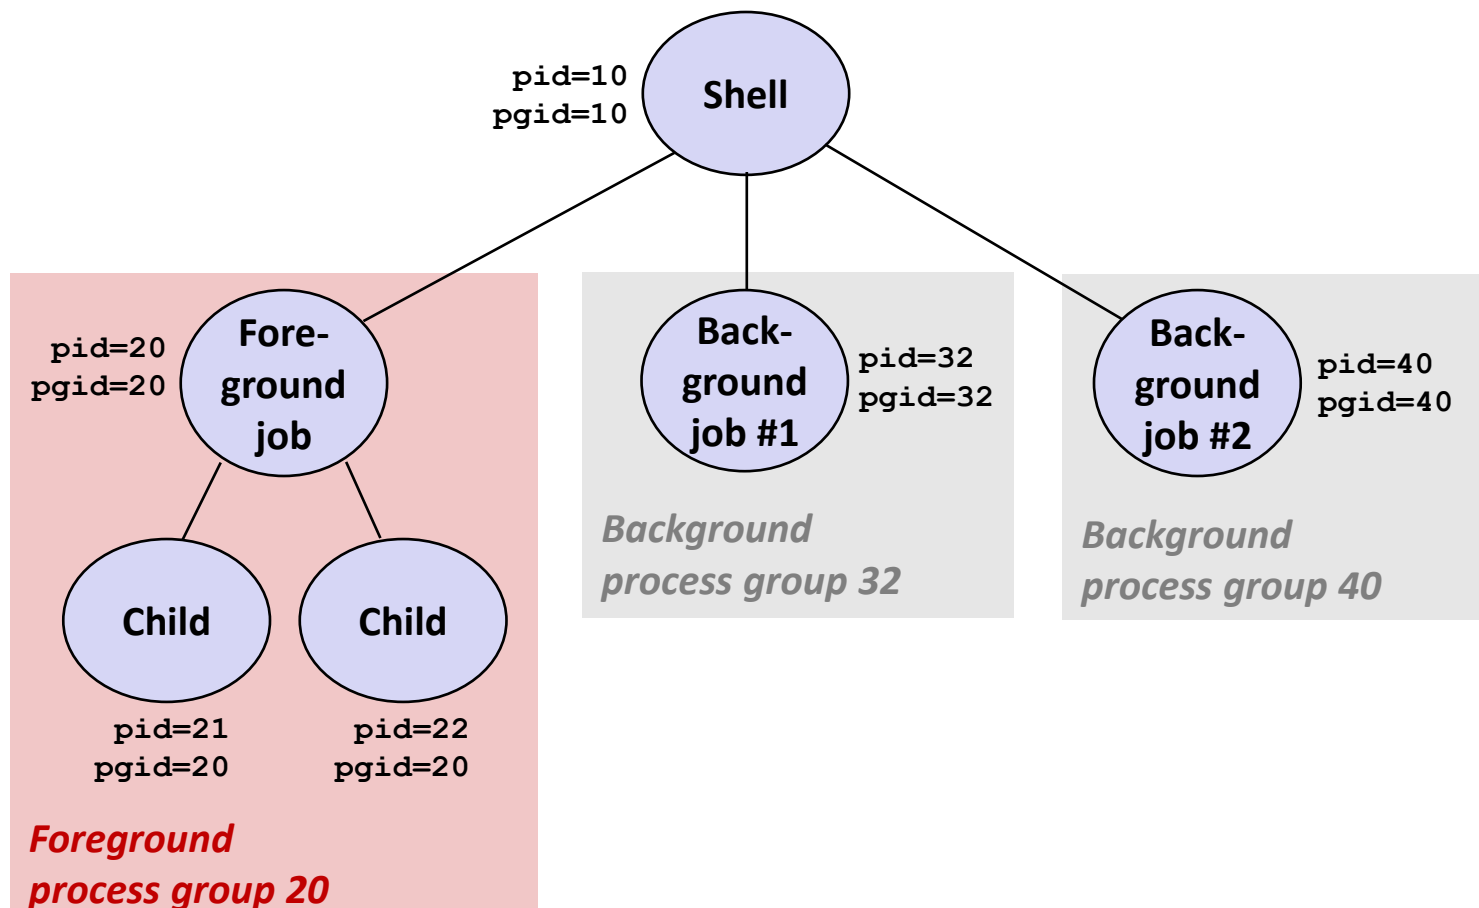 pid=10
pgid=10
Shell
pid=20
pgid=20
Fore-
ground
job
Back-
ground
job #1
pid=32
pgid=32
Back-
ground
job #2
pid=40
pgid=40
Background
process group 32
Background
process group 40
Child
Child
pid=21
pgid=20
pid=22
pgid=20
Foreground
process group 20